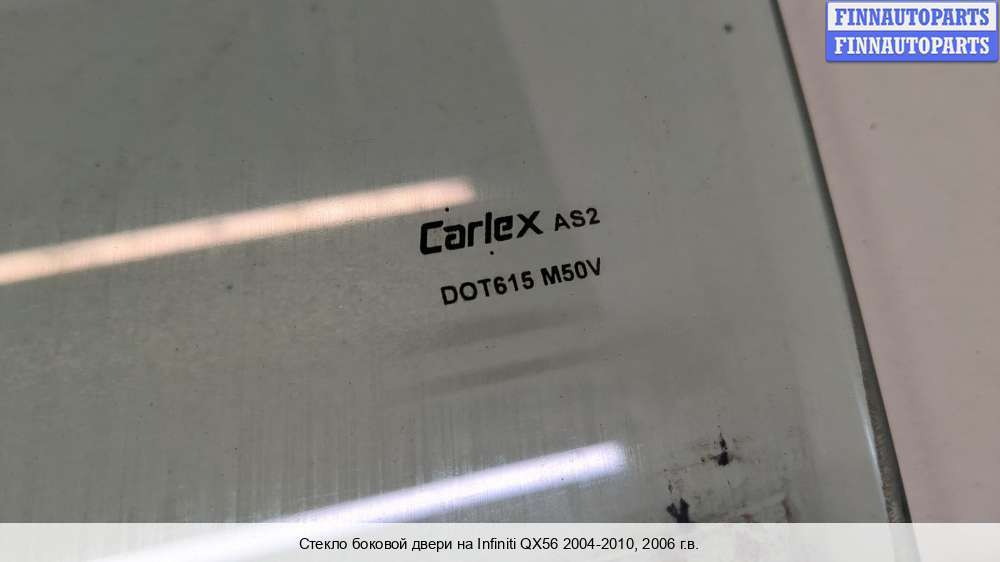 FINNAUTOPARTS
FINNAUTOPARTS
Carlex AS2
DOT615 M50V
Стекло боковой двери на Infiniti QX56 2004-2010, 2006 г.в.